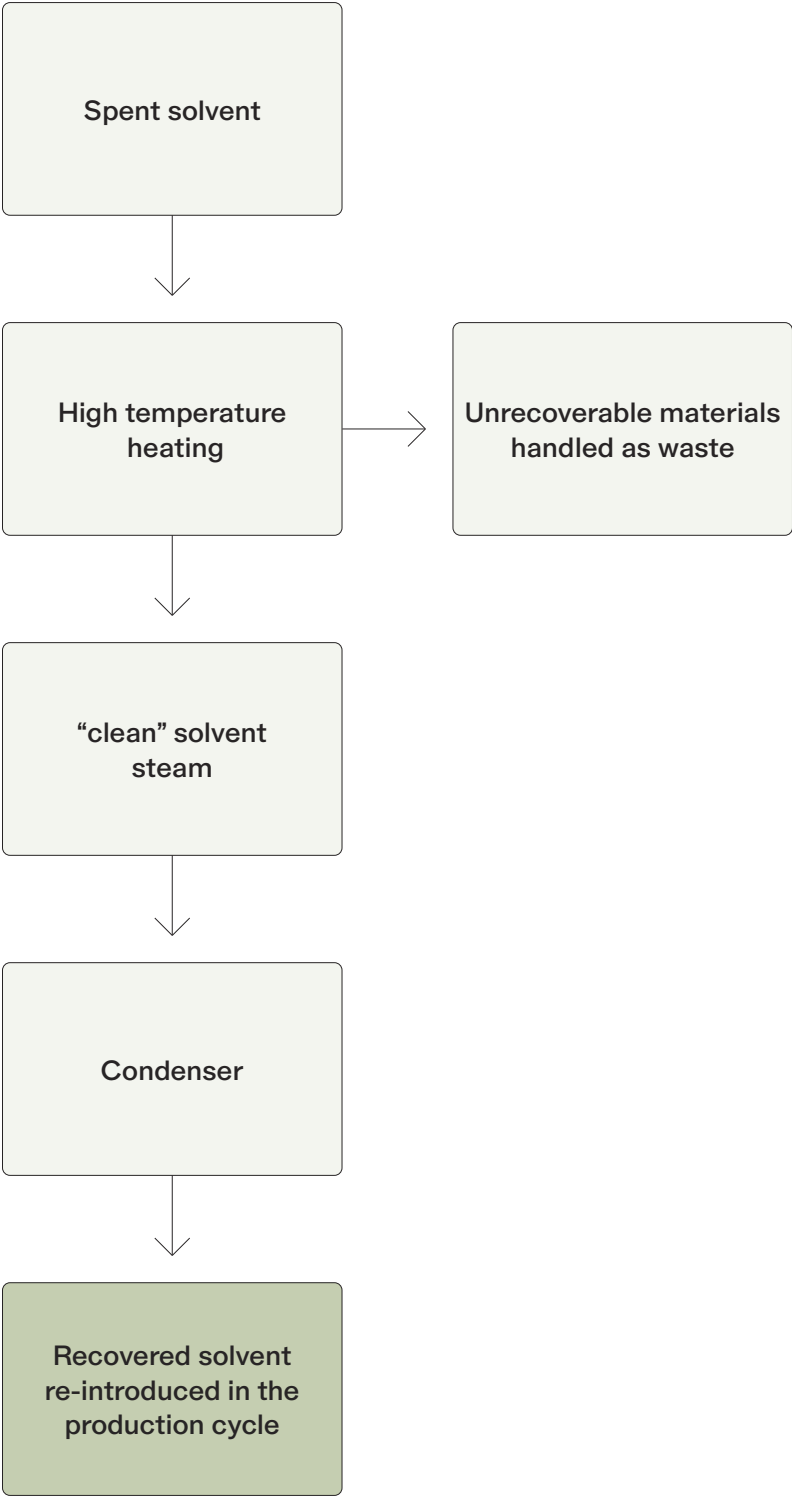 Spent solvent
High temperature
heating
Unrecoverable materials
handled as waste
“clean” solvent
steam
Condenser
Recovered solvent
re-introduced in the
production cycle